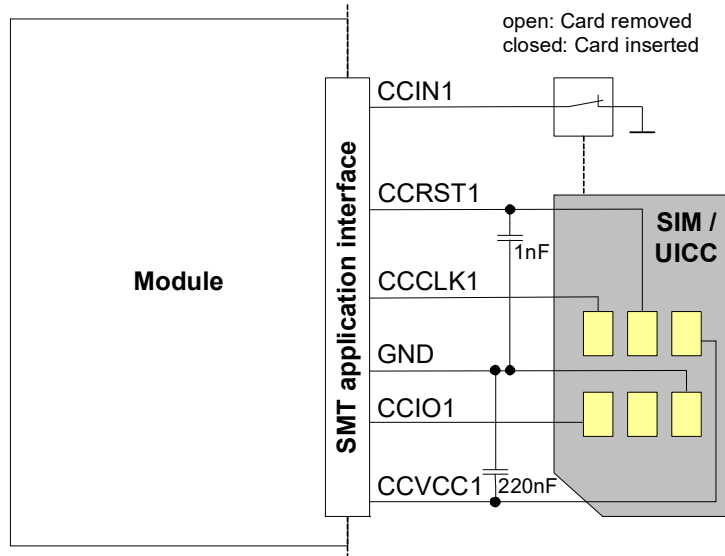 open: Card removed
closed: Card inserted
CCIN1
CCRST1
SIM /
UICC
1nF
Module
SMT application interface
CCCLK1
GND
CCIO1
CCVCC1
220nF